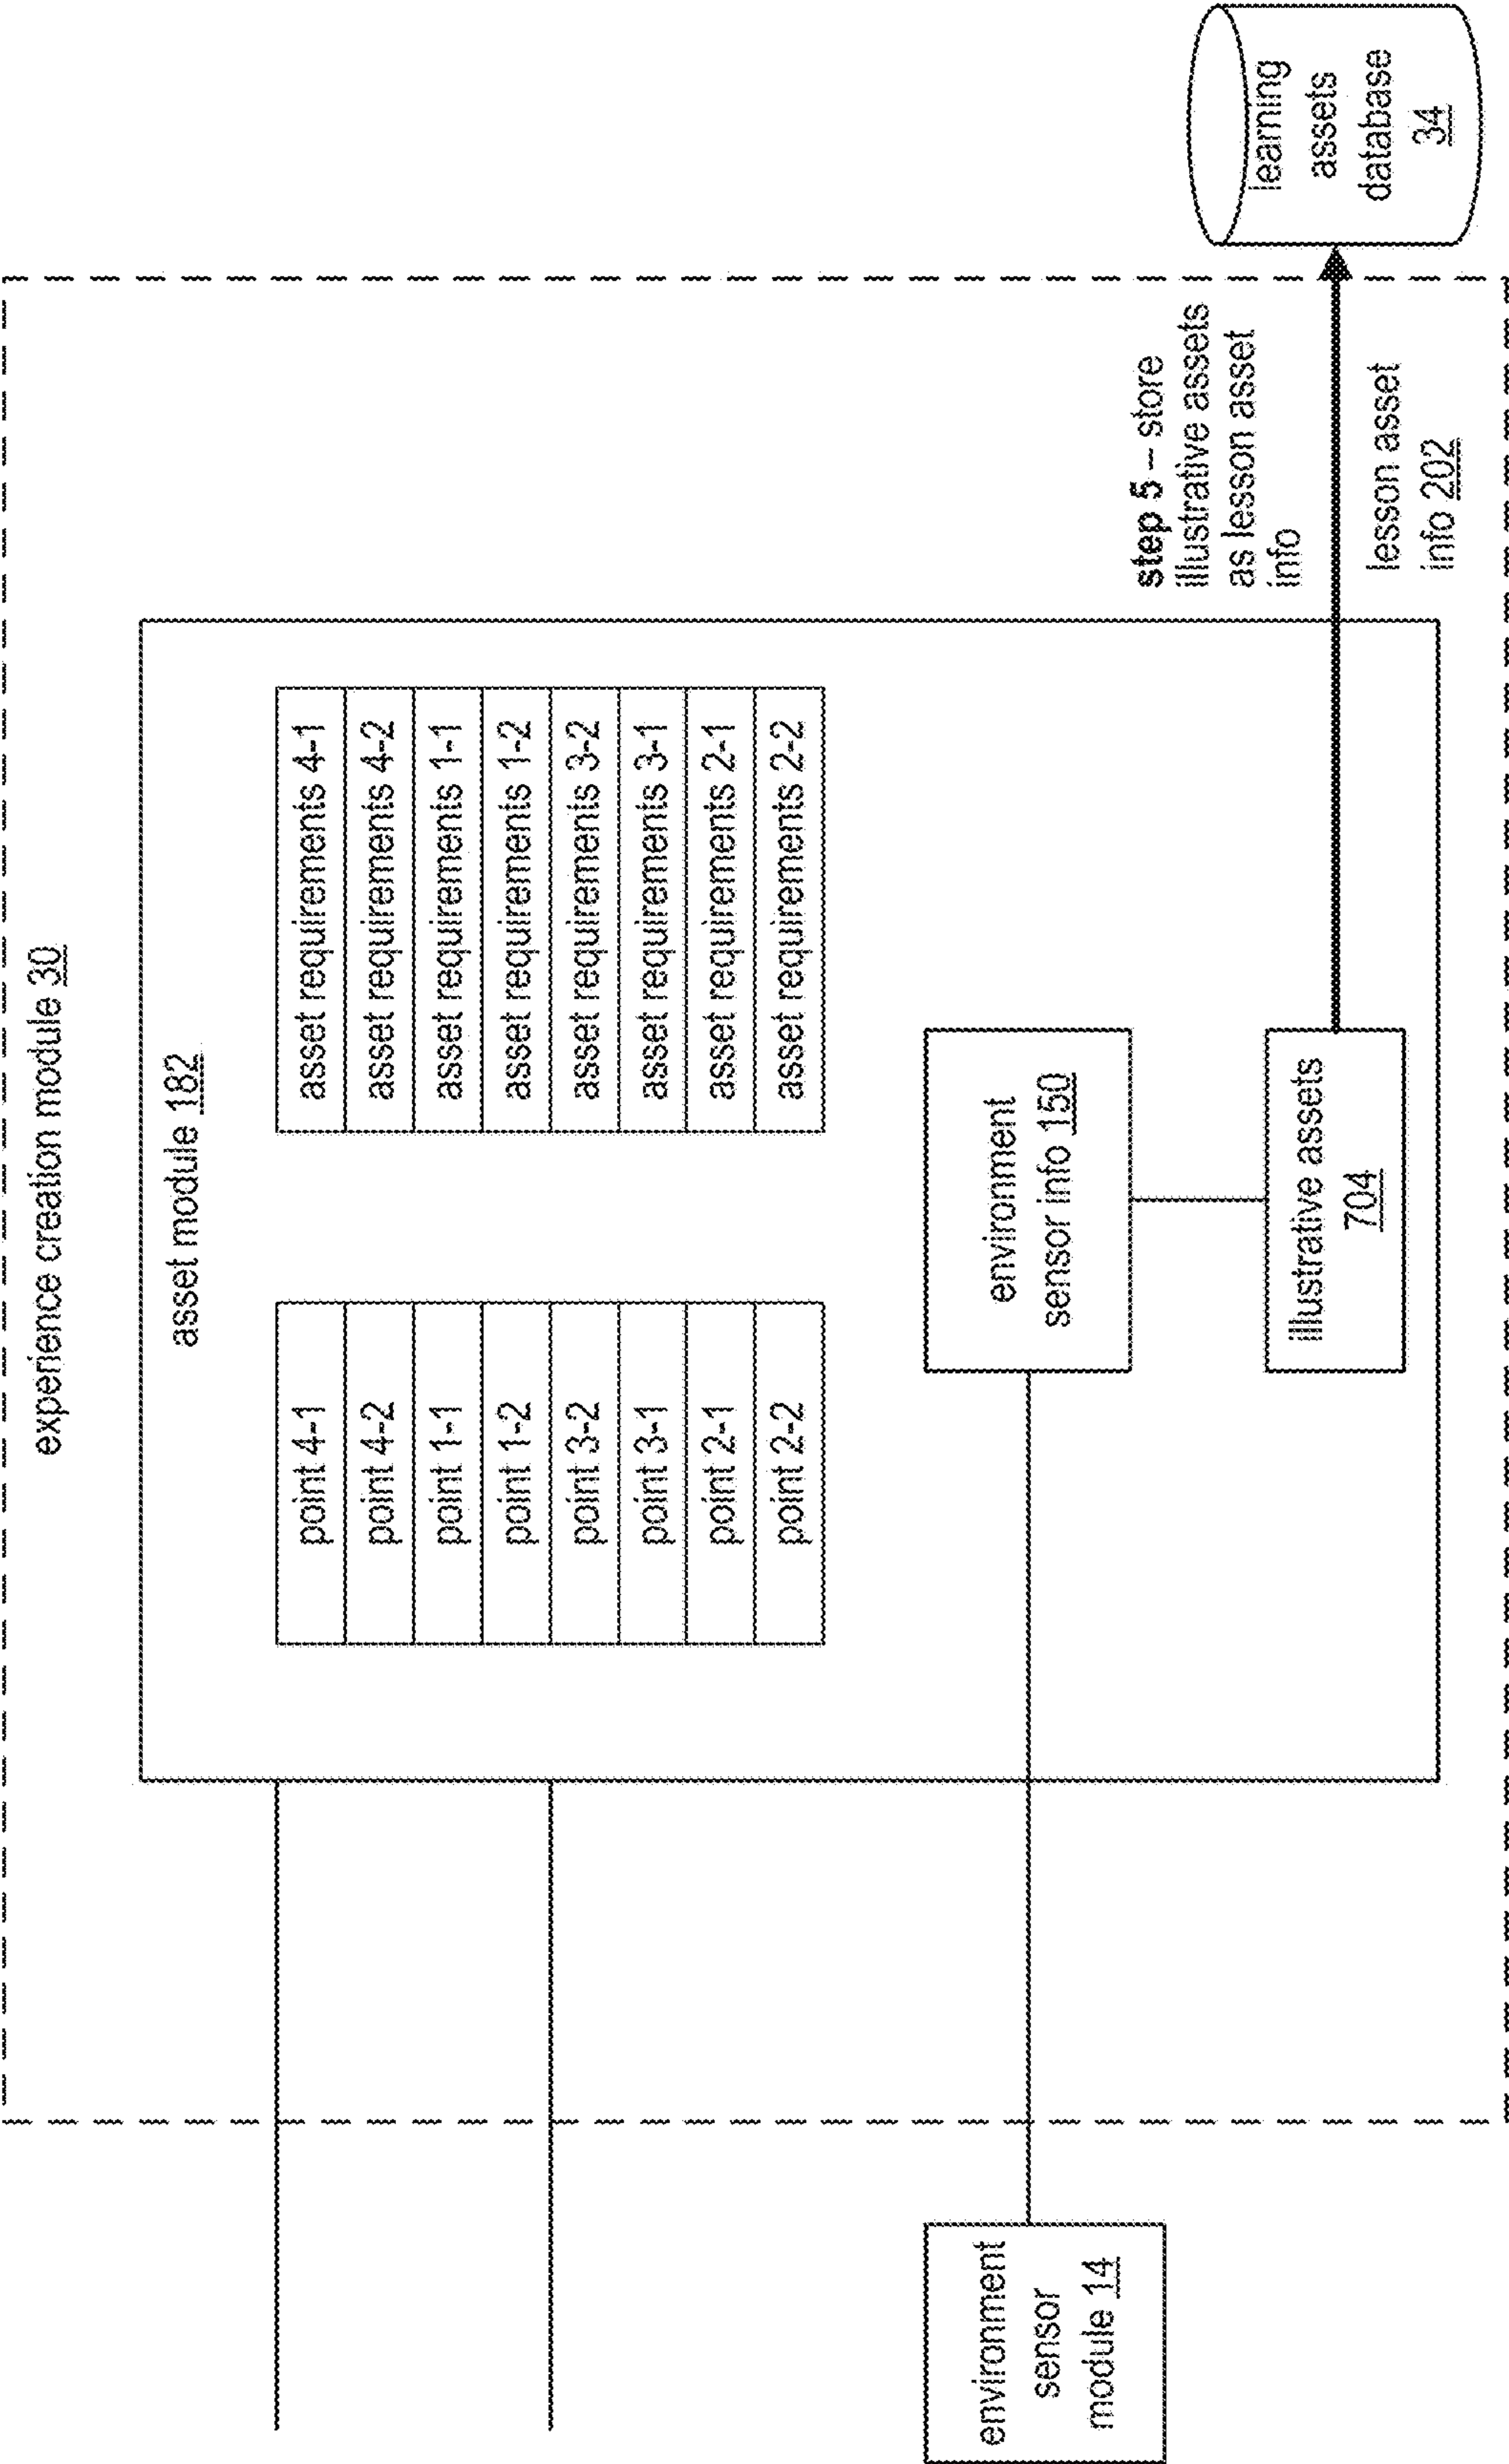 experience creation module 30
asset module 182
point 4-1
point 4-2
point 1-1
point 1-2
point 3-2
point 3-1
point 2-1
point 2-2
asset requirements 4-1
asset requirements 4-2
asset requirements 1-1
asset requirements 1-2
asset requirements 3-2
asset requirements 3-1
asset requirements 2-1
asset requirements 2-2
environment
sensor
module 14
environment
sensor info 150
illustrative assets
704
step 5 – store
illustrative assets
as lesson asset
info
lesson asset
info 202
learning
assets
database
34